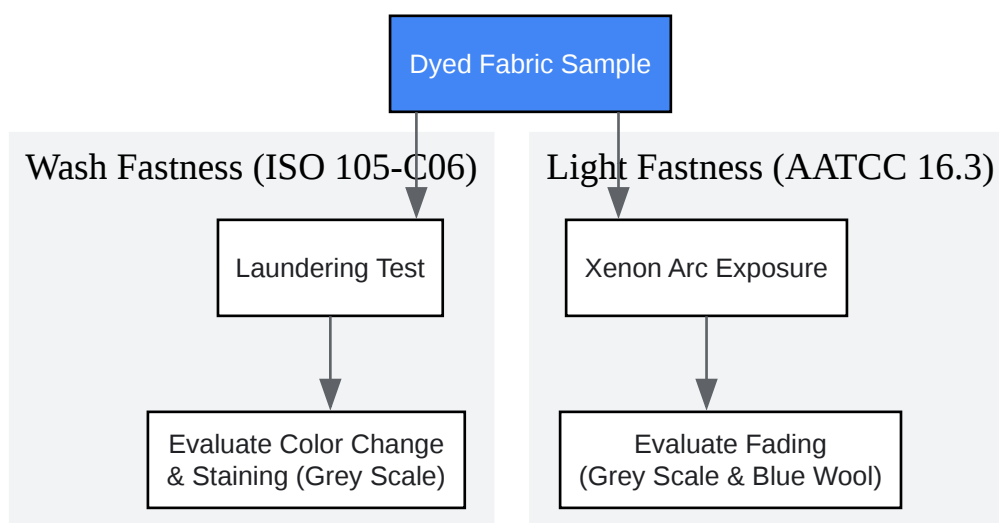 Dyed Fabric Sample
Wash Fastness (ISO 105-C06)
Laundering Test
Evaluate Color Change
& Staining (Grey Scale)
Light Fastness (AATCC 16.3)
Xenon Arc Exposure
Evaluate Fading
(Grey Scale & Blue Wool)